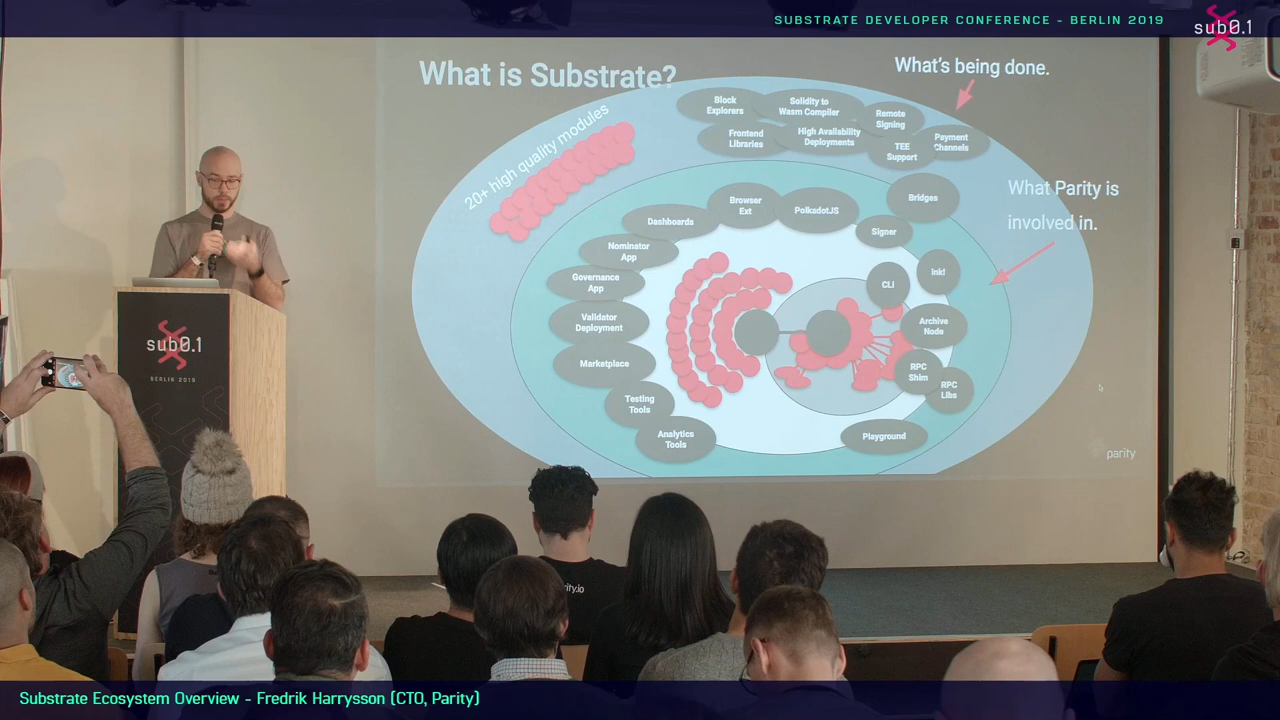 SUBSTRATE DEVELOPER CONFERENCE - BERLIN 2019
sub0.1
What is Substrate?
What's being done.
20+ high quality modules
Block
Explorers
Solidity to
Wasm Compiler
Remote
Signing
Frontend
Libraries
High Availability
Deployments
TEE
Support
Payment
Channels
What Parity is
involved in.
Browser
Ext
PolkadotJS
Bridges
Dashboards
Signer
Nominator
App
Governance
App
CLI
Ink!
Validator
Deployment
Archive
Node
Marketplace
RPC
Shim
RPC
Libs
Testing
Tools
Analytics
Tools
Playground
parity
sub0.1
BERLIN 2019
rity.io
Substrate Ecosystem Overview - Fredrik Harrysson (CTO, Parity)